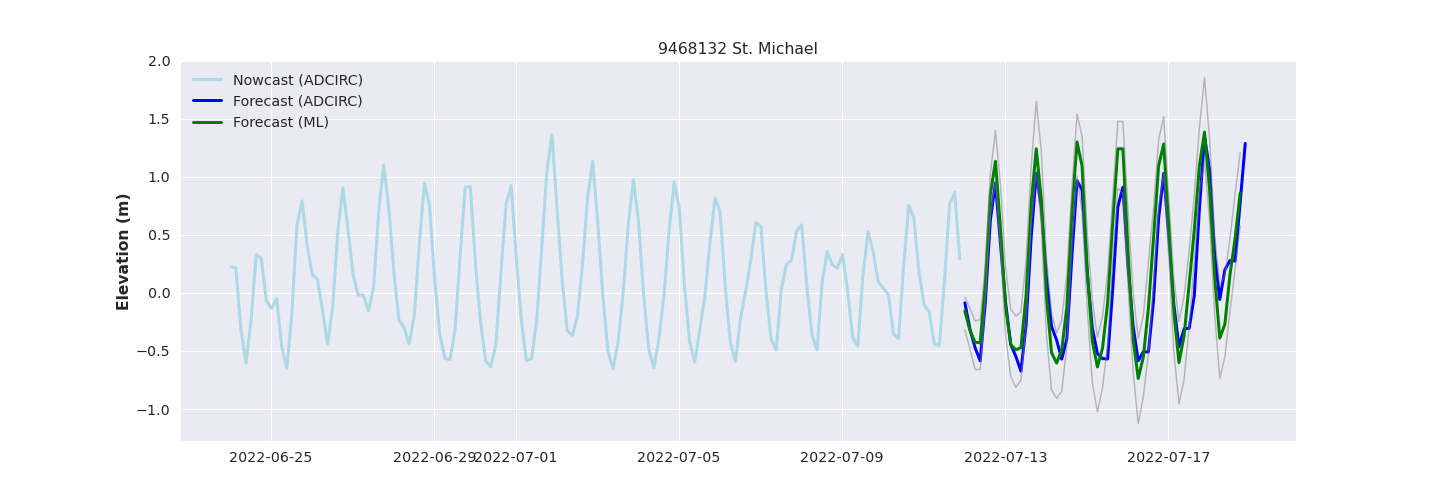 9468132 St. Michael
Nowcast (ADCIRC)
Forecast (ADCIRC)
Forecast (ML)
Elevation (m)
2.0
1.5
1.0
0.5
0.0
−0.5
−1.0
2022-06-25
2022-06-29
2022-07-01
2022-07-05
2022-07-09
2022-07-13
2022-07-17